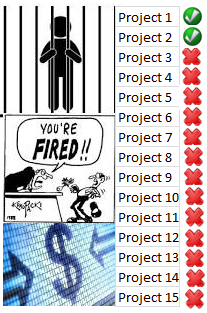 Project 1
Project 2
Project 3
Project 4
Project 5
Project 6
Project 7
Project 8
Project 9
Project 10
Project 11
Project 12
Project 13
Project 14
Project 15
YOU'RE
FIRED!!
$